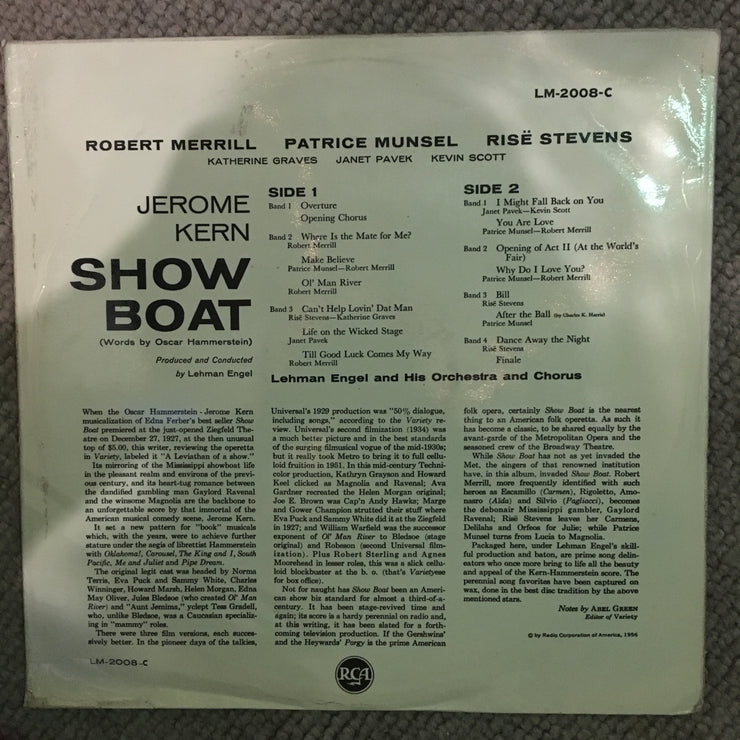 LM-2008-C
ROBERT MERRILL PATRICE MUNSEL RISË STEVENS
KATHERINE GRAVES JANET PAVEK KEVIN SCOTT
JEROME
KERN
SHOW
BOAT
(Words by Oscar Hammerstein)
Produced and Conducted
by Lehman Engel
SIDE 1
Band 1 Overture
Opening Chorus
Band 2 Where Is the Mate for Me?
Robert Merrill
Make Believe
Patrice Munsel—Robert Merrill
Ol' Man River
Robert Merrill
Band 3 Can't Help Lovin' Dat Man
Risë Stevens—Katherine Graves
Life on the Wicked Stage
Janet Pavek
Till Good Luck Comes My Way
Robert Merrill
SIDE 2
Band 1 I Might Fall Back on You
Janet Pavek—Kevin Scott
You Are Love
Patrice Munsel—Robert Merrill
Band 2 Opening of Act II (At the World's
Fair)
Why Do I Love You?
Patrice Munsel—Robert Merrill
Band 3 Bill
Risë Stevens
After the Ball (by Charles K. Harris)
Patrice Munsel
Band 4 Dance Away the Night
Risë Stevens
Finale
Lehman Engel and His Orchestra and Chorus
When the Oscar Hammerstein - Jerome Kern
musicalization of Edna Ferber's best seller Show
Boat premiered at the just-opened Ziegfeld The-
atre on December 27, 1927, at the then unusual
top of $5.00, this writer, reviewing the operetta
in Variety, labeled it "A Leviathan of a show."
Its mirroring of the Mississippi showboat life
in the pleasant realm and environs of the previ-
ous century, and its heart-tug romance between
the dandified gambling man Gaylord Ravenal
and the winsome Magnolia are the backbone to
an unforgettable score by that immortal of the
American musical comedy scene, Jerome Kern.
It set a new pattern for "book" musicals
which, with the years, were to achieve further
stature under the aegis of librettist Hammerstein
with Oklahoma!, Carousel, The King and I, South
Pacific, Me and Juliet and Pipe Dream.
The original legit cast was headed by Norma
Terris, Eva Puck and Sammy White, Charles
Winninger, Howard Marsh, Helen Morgan, Edna
May Oliver, Jules Bledsoe (who created Ol' Man
River) and "Aunt Jemima," yclept Tess Gradell,
who, unlike Bledsoe, was a Caucasian specializ-
ing in "mammy" roles.
There were three film versions, each succes-
sively better. In the pioneer days of the talkies,
Universal's 1929 production was "50% dialogue,
including songs," according to the Variety re-
view. Universal's second filmization (1934) was
a much better picture and in the best standards
of the surging filmusical vogue of the mid-1930s;
but it really took Metro to bring it to full cellu-
loid fruition in 1951. In this mid-century Techni-
color production, Kathryn Grayson and Howard
Keel clicked as Magnolia and Ravenal; Ava
Gardner recreated the Helen Morgan original;
Joe E. Brown was Cap'n Andy Hawks; Marge
and Gower Champion strutted their stuff where
Eva Puck and Sammy White did it at the Ziegfeld
in 1927; and William Warfield was the successor
exponent of Ol' Man River to Bledsoe (stage
original) and Robeson (second Universal film-
ization). Plus Robert Sterling and Agnes
Moorehead in lesser roles, this was a slick cellu-
loid blockbuster at the b. o. (that's Varietyese
for box office).
Not for naught has Show Boat been an Ameri-
can show biz standard for almost a third-of-a-
century. It has been stage-revived time and
again; its score is a hardy perennial on radio and,
at this writing, it has been slated for a forth-
coming television production. If the Gershwins'
and the Heywards' Porgy is the prime American
folk opera, certainly Show Boat is the nearest
thing to an American folk operetta. As such it
has become a classic, to be shared equally by the
avant-garde of the Metropolitan Opera and the
seasoned crew of the Broadway Theatre.
While Show Boat has not as yet invaded the
Met, the singers of that renowned institution
have, in this album, invaded Show Boat. Robert
Merrill, more frequently identified with such
heroes as Escamillo (Carmen), Rigoletto, Amo-
nasro (Aïda) and Silvio (Pagliacci), becomes
the debonair Mississippi gambler, Gaylord
Ravenal; Risë Stevens leaves her Carmens,
Delilahs and Orfeos for Julie; while Patrice
Munsel turns from Lucia to Magnolia.
Packaged here, under Lehman Engel's skill-
ful production and baton, are prime song delin-
eators who once more bring to life all the beauty
and appeal of the Kern-Hammerstein score. The
perennial song favorites have been captured on
wax, done in the best disc tradition by the above
mentioned stars.
Notes by ABEL GREEN
Editor of Variety
© by Radio Corporation of America, 1956
LM-2008-C
RCA